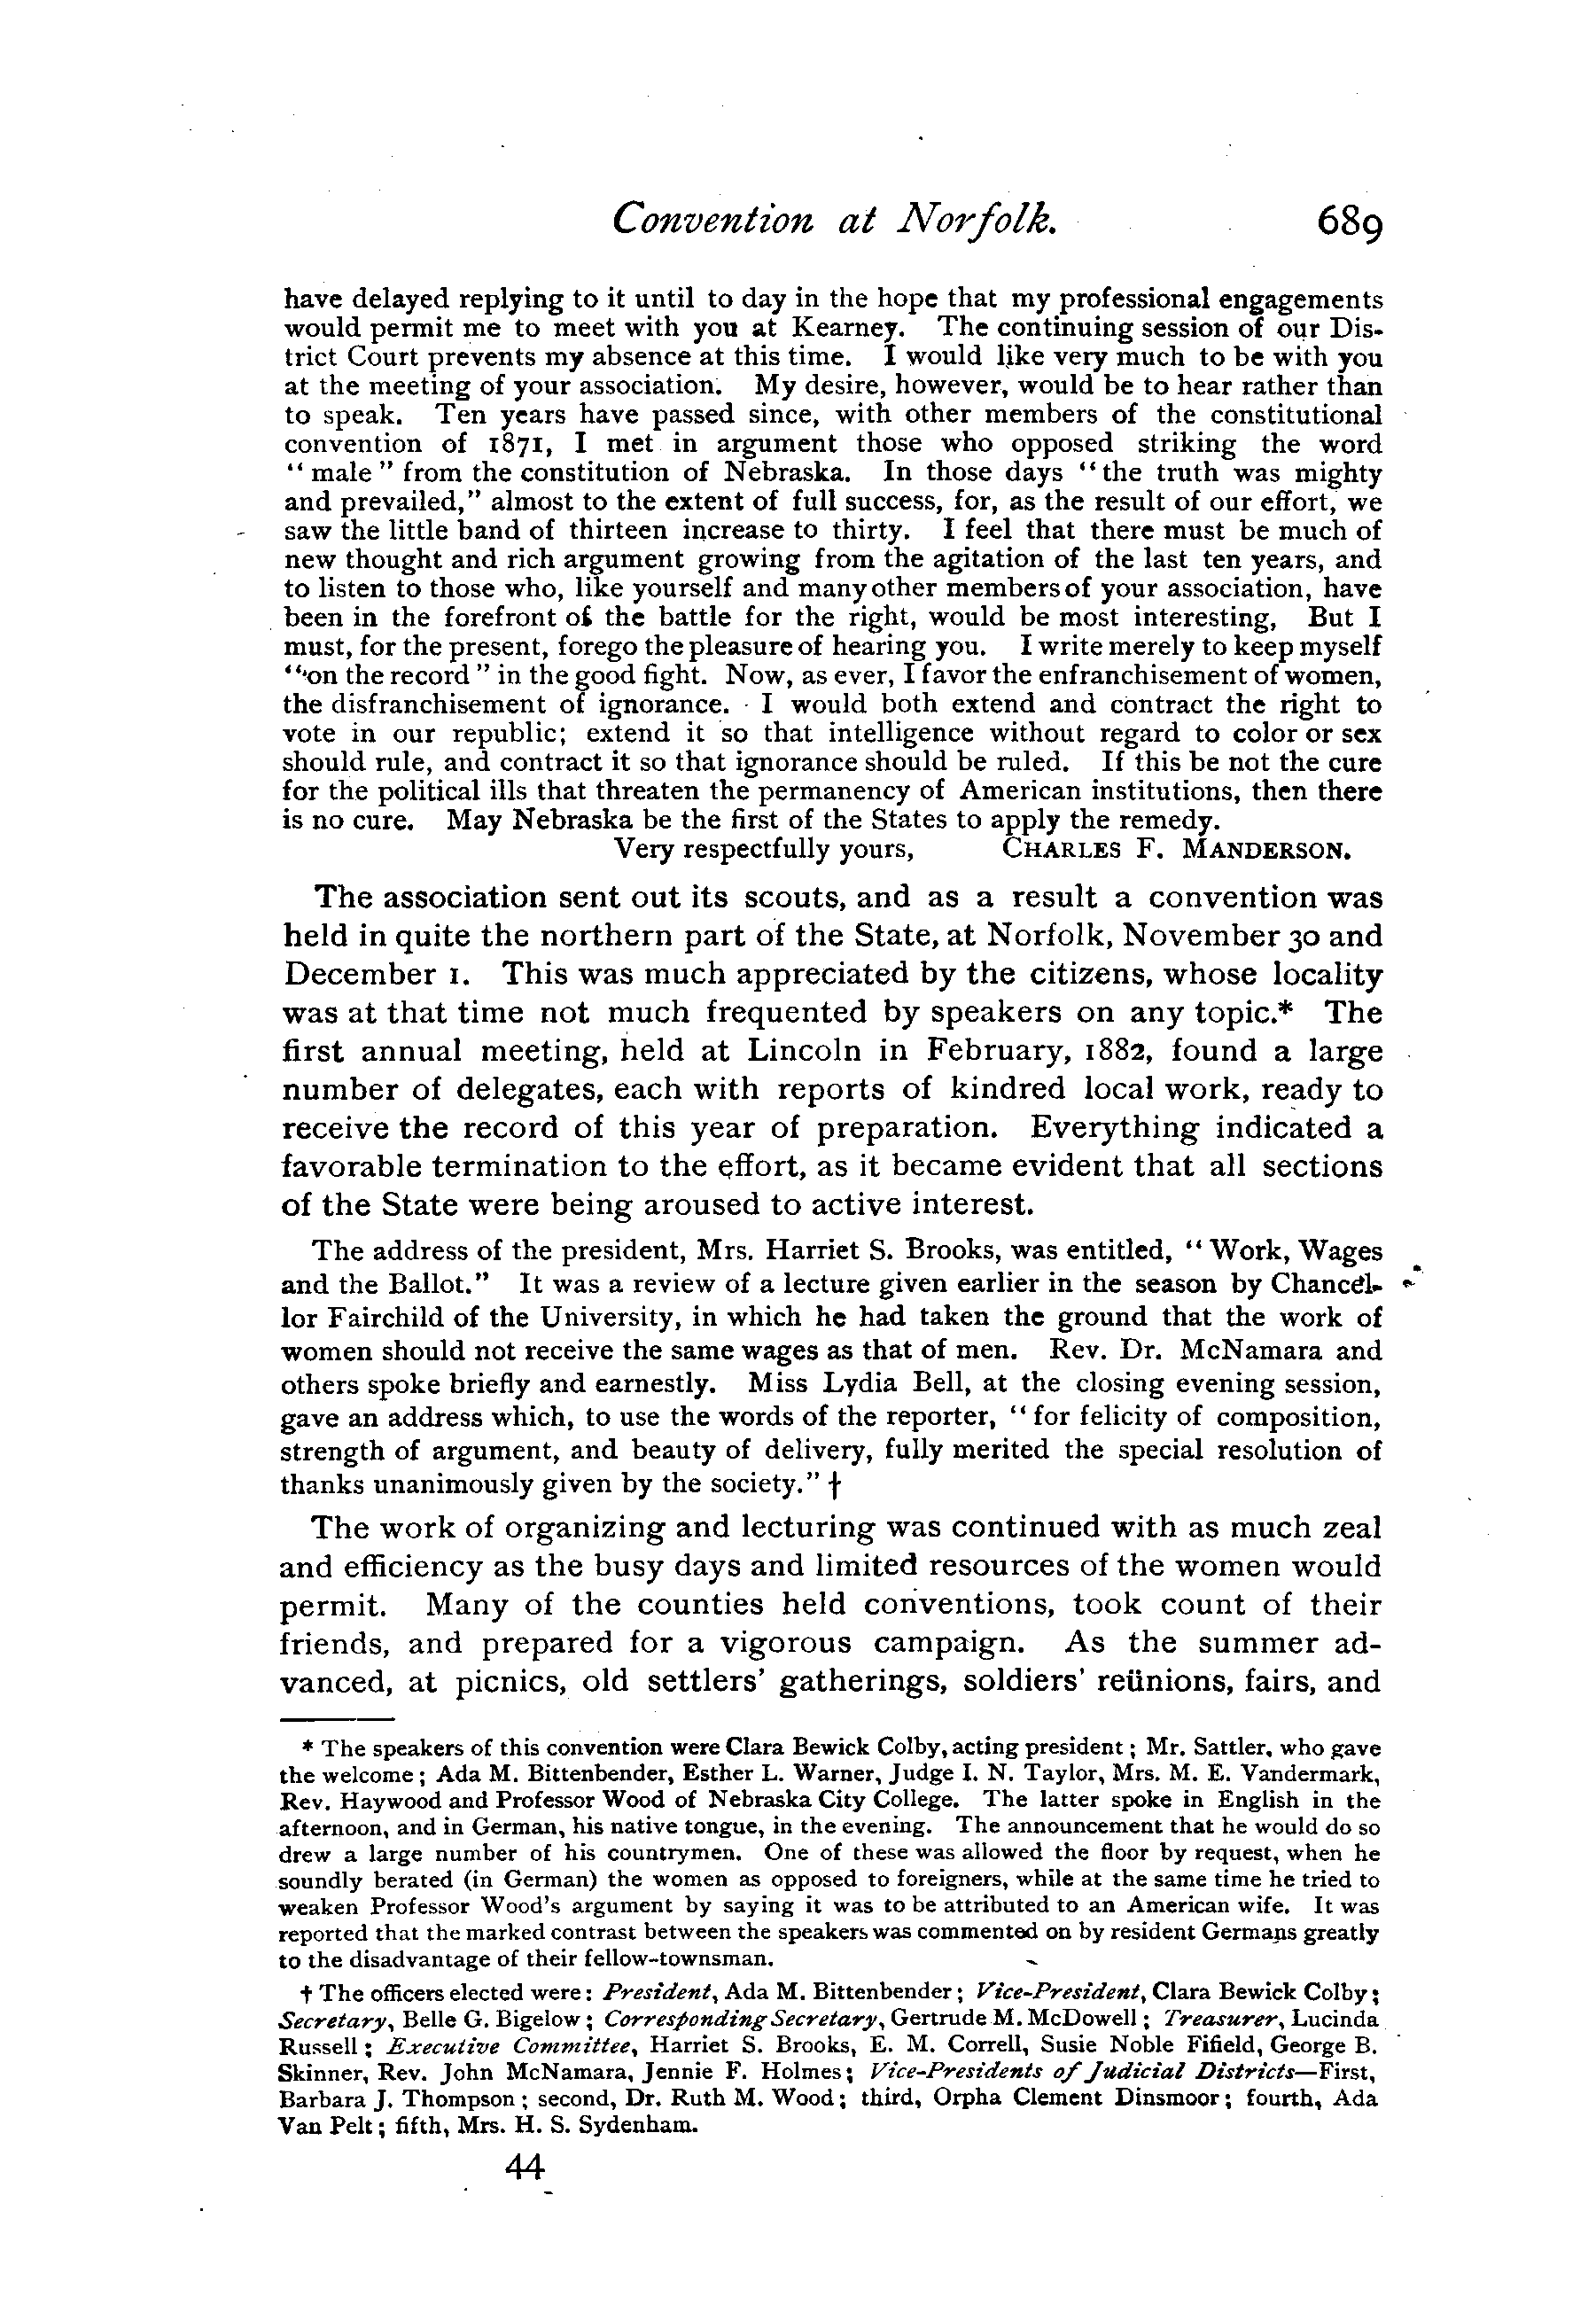 Convention at Norfolk. 689
have delayed replying to it until to day in the hope that my professional engagements
would permit me to meet with you at Kearney. The continuing session of our Dis-
trict Court prevents my absence at this time. I would like very much to be with you
at the meeting of your association. My desire, however, would be to hear rather than
to speak. Ten years have passed since, with other members of the constitutional
convention of 1871, I met in argument those who opposed striking the word
“male” from the constitution of Nebraska. In those days “the truth was mighty
and prevailed,” almost to the extent of full success, for, as the result of our effort, we
saw the little band of thirteen increase to thirty. I feel that there must be much of
new thought and rich argument growing from the agitation of the last ten years, and
to listen to those who, like yourself and many other members of your association, have
been in the forefront of the battle for the right, would be most interesting, But I
must, for the present, forego the pleasure of hearing you. I write merely to keep myself
“on the record” in the good fight. Now, as ever, I favor the enfranchisement of women,
the disfranchisement of ignorance. I would both extend and contract the right to
vote in our republic; extend it so that intelligence without regard to color or sex
should rule, and contract it so that ignorance should be ruled. If this be not the cure
for the political ills that threaten the permanency of American institutions, then there
is no cure. May Nebraska be the first of the States to apply the remedy.
Very respectfully yours, CHARLES F. MANDERSON.
The association sent out its scouts, and as a result a convention was
held in quite the northern part of the State, at Norfolk, November 30 and
December 1. This was much appreciated by the citizens, whose locality
was at that time not much frequented by speakers on any topic.* The
first annual meeting, held at Lincoln in February, 1882, found a large
number of delegates, each with reports of kindred local work, ready to
receive the record of this year of preparation. Everything indicated a
favorable termination to the effort, as it became evident that all sections
of the State were being aroused to active interest.
The address of the president, Mrs. Harriet S. Brooks, was entitled, “Work, Wages
and the Ballot.” It was a review of a lecture given earlier in the season by Chancel-
lor Fairchild of the University, in which he had taken the ground that the work of
women should not receive the same wages as that of men. Rev. Dr. McNamara and
others spoke briefly and earnestly. Miss Lydia Bell, at the closing evening session,
gave an address which, to use the words of the reporter, “for felicity of composition,
strength of argument, and beauty of delivery, fully merited the special resolution of
thanks unanimously given by the society.” †
The work of organizing and lecturing was continued with as much zeal
and efficiency as the busy days and limited resources of the women would
permit. Many of the counties held conventions, took count of their
friends, and prepared for a vigorous campaign. As the summer ad-
vanced, at picnics, old settlers’ gatherings, soldiers’ reünions, fairs, and
* The speakers of this convention were Clara Bewick Colby, acting president; Mr. Sattler, who gave
the welcome; Ada M. Bittenbender, Esther L. Warner, Judge I. N. Taylor, Mrs. M. E. Vandermark,
Rev. Haywood and Professor Wood of Nebraska City College. The latter spoke in English in the
afternoon, and in German, his native tongue, in the evening. The announcement that he would do so
drew a large number of his countrymen. One of these was allowed the floor by request, when he
soundly berated (in German) the women as opposed to foreigners, while at the same time he tried to
weaken Professor Wood’s argument by saying it was to be attributed to an American wife. It was
reported that the marked contrast between the speakers was commented on by resident Germans greatly
to the disadvantage of their fellow-townsman.
† The officers elected were: President, Ada M. Bittenbender; Vice-President, Clara Bewick Colby;
Secretary, Belle G. Bigelow; Corresponding Secretary, Gertrude M. McDowell; Treasurer, Lucinda
Russell; Executive Committee, Harriet S. Brooks, E. M. Correll, Susie Noble Fifield, George B.
Skinner, Rev. John McNamara, Jennie F. Holmes; Vice-Presidents of Judicial Districts—First,
Barbara J. Thompson; second, Dr. Ruth M. Wood; third, Orpha Clement Dinsmoor; fourth, Ada
Van Pelt; fifth, Mrs. H. S. Sydenham.
44